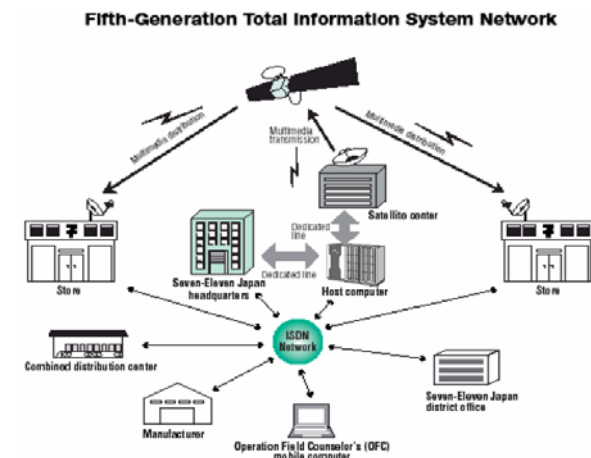 Fifth-Generation Total Information System Network
Multimedia distribution
Multimedia
transmission
Multimedia distribution
Satellite center
Dedicated
line
Dedicated line
Seven-Eleven Japan
headquarters
Host computer
Store
Store
ISDN
Network
Combined distribution center
Seven-Eleven Japan
district office
Manufacturer
Operation Field Counselor's (OFC)
mobile computer